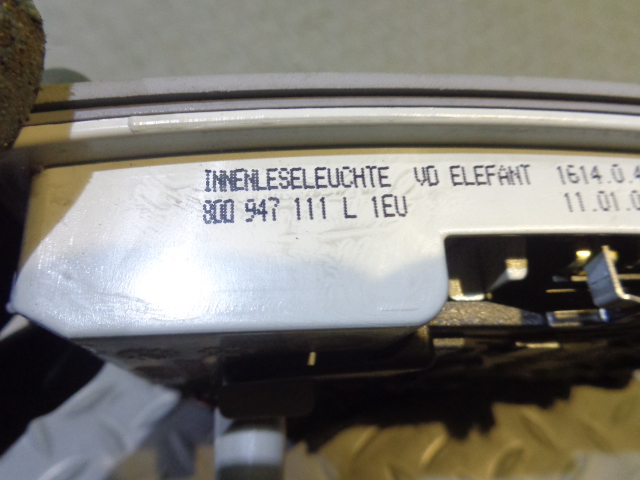 INNENLESELEUCHTE VO ELEFANT 1614.0.4
8D0 947 111 L 1EU 11.01.0